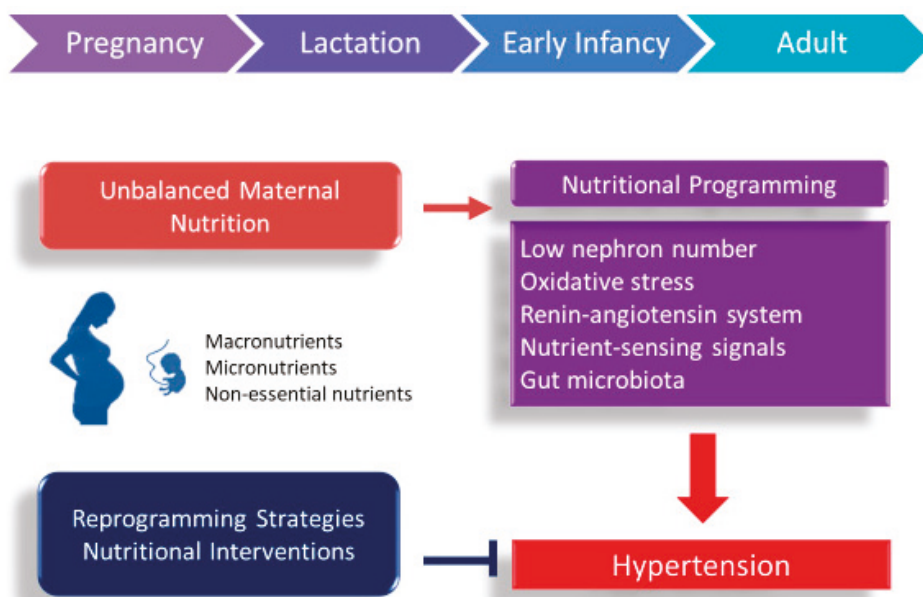 Pregnancy
Lactation
Early Infancy
Adult
Unbalanced Maternal
Nutrition
Nutritional Programming
Low nephron number
Oxidative stress
Renin-angiotensin system
Nutrient-sensing signals
Gut microbiota
Macronutrients
Micronutrients
Non-essential nutrients
Reprogramming Strategies
Nutritional Interventions
Hypertension